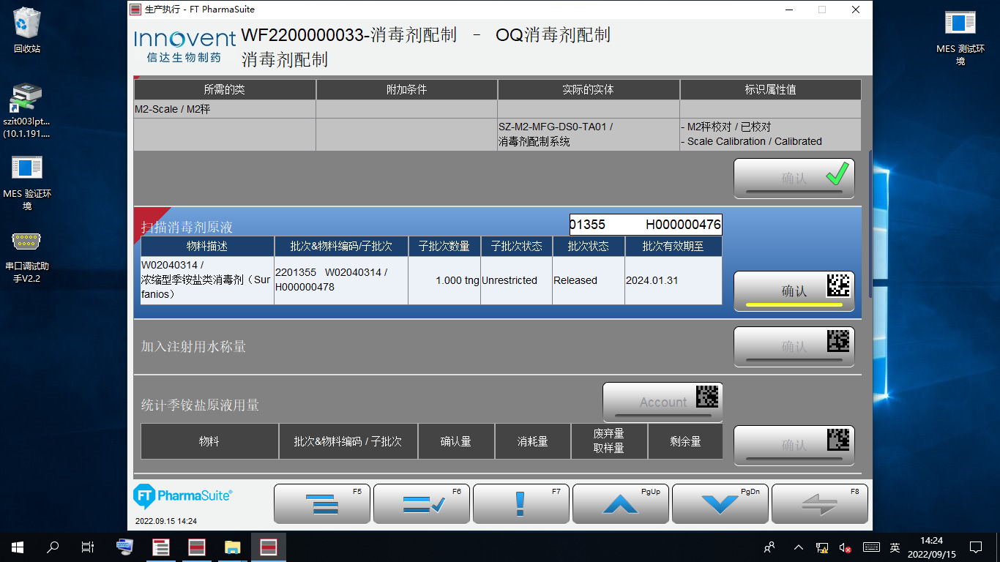 生产执行 - FT PharmaSuite
回收站
szit003lpt...
(10.1.191....
MES 验证环
境
串口调试助
手V2.2
MES 测试环
境
Innovent
信达生物制药
WF2200000033-消毒剂配制 - OQ消毒剂配制
消毒剂配制
所需的类 附加条件 实际的实体 标识属性值
M2-Scale / M2秤
SZ-M2-MFG-DS0-TA01 /
消毒剂配制系统
- M2秤校对 / 已校对
- Scale Calibration / Calibrated
确认
扫描消毒剂原液
01355 H000000476
物料描述 批次&物料编码/子批次 子批次数量 子批次状态 批次状态 批次有效期至
W02040314 /
浓缩型季铵盐类消毒剂（Sur
fanios）
2201355 W02040314 /
H000000478
1.000 tng
Unrestricted
Released
2024.01.31
确认
加入注射用水称量
确认
统计季铵盐原液用量
Account
物料 批次&物料编码 / 子批次 确认量 消耗量 废弃量
取样量
剩余量
确认
FT PharmaSuite®
2022.09.15 14:24
F5 F6 F7 PgUp PgDn F8
英
14:24
2022/09/15